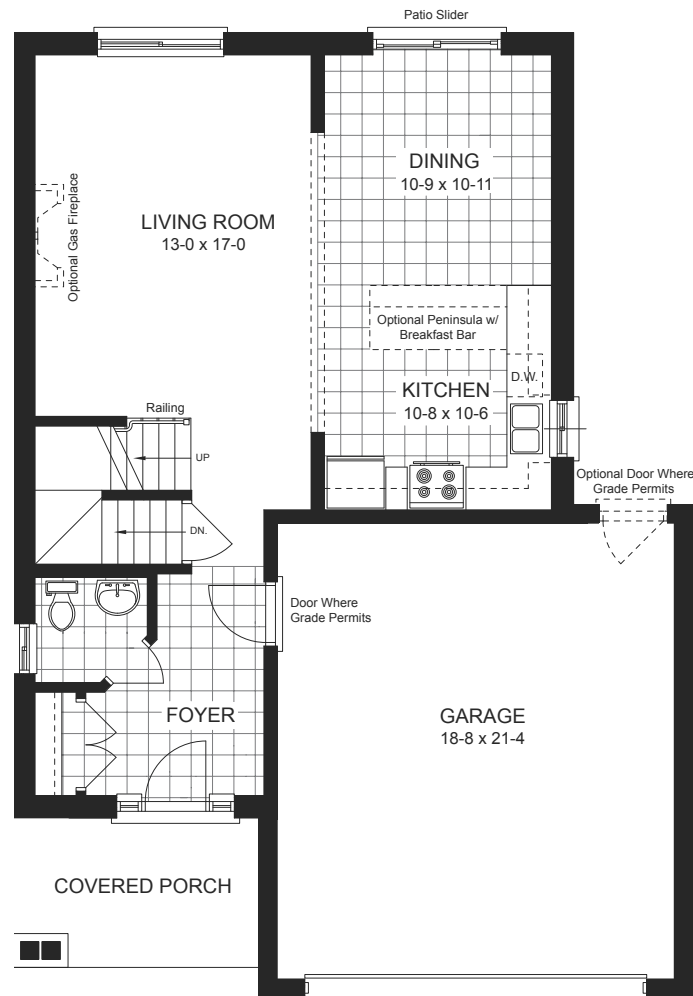 Patio Slider
DINING
10-9 x 10-11
LIVING ROOM
13-0 x 17-0
Optional Gas Fireplace
Optional Peninsula w/
Breakfast Bar
D.W.
KITCHEN
10-8 x 10-6
Railing
UP
Optional Door Where
Grade Permits
DN.
Door Where
Grade Permits
FOYER
GARAGE
18-8 x 21-4
COVERED PORCH